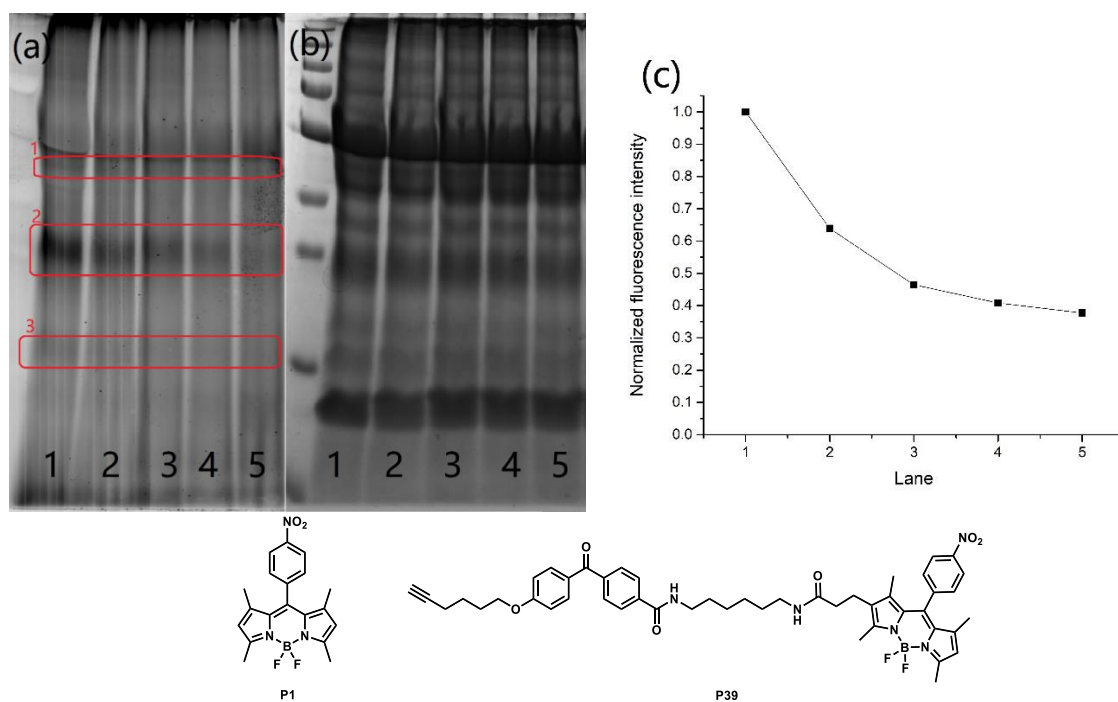 (a)
1
2
3
1 2 3 4 5
(b)
1 2 3 4 5
(c)
Normalized fluorescence intensity
1.0
0.9
0.8
0.7
0.6
0.5
0.4
0.3
0.2
0.1
0.0
1 2 3 4 5
Lane
NO2
N N
B
F F
P1
O
O
O
N
H
N
H
O
NO2
N N
B
F
F
P39